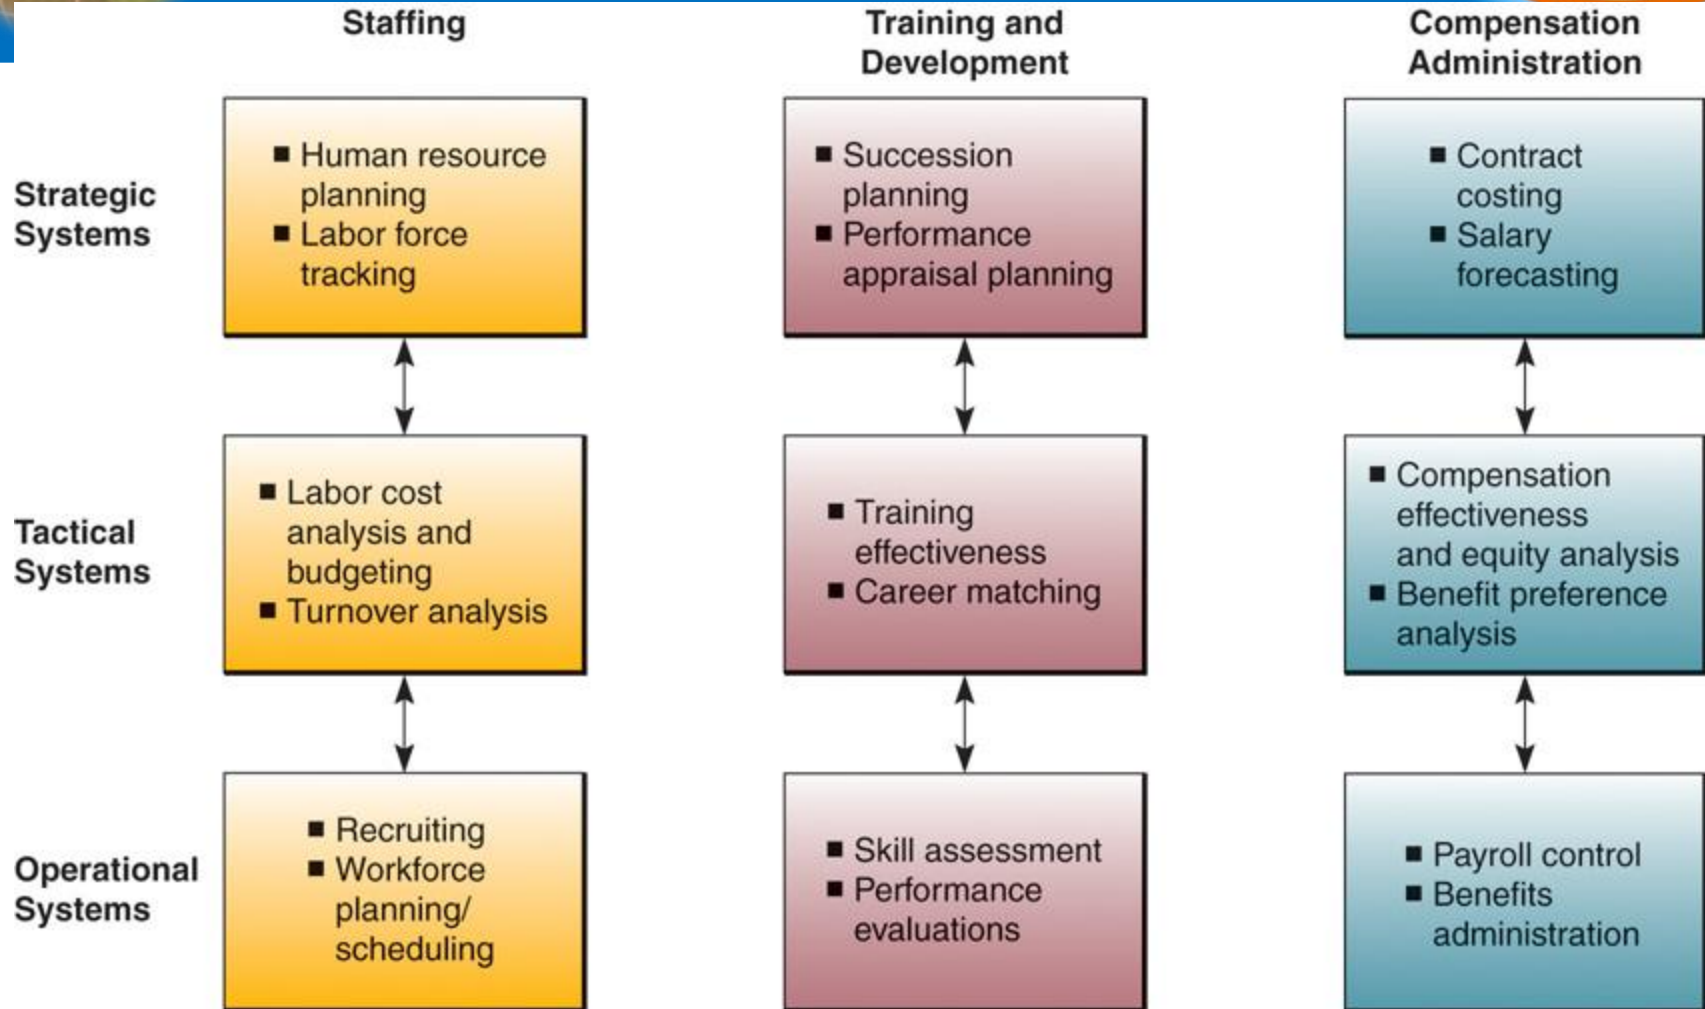 Staffing
Training and
Development
Compensation
Administration
Strategic
Systems
■ Human resource
planning
■ Labor force
tracking
■ Succession
planning
■ Performance
appraisal planning
■ Contract
costing
■ Salary
forecasting
Tactical
Systems
■ Labor cost
analysis and
budgeting
■ Turnover analysis
■ Training
effectiveness
■ Career matching
■ Compensation
effectiveness
and equity analysis
■ Benefit preference
analysis
Operational
Systems
■ Recruiting
■ Workforce
planning/
scheduling
■ Skill assessment
■ Performance
evaluations
■ Payroll control
■ Benefits
administration